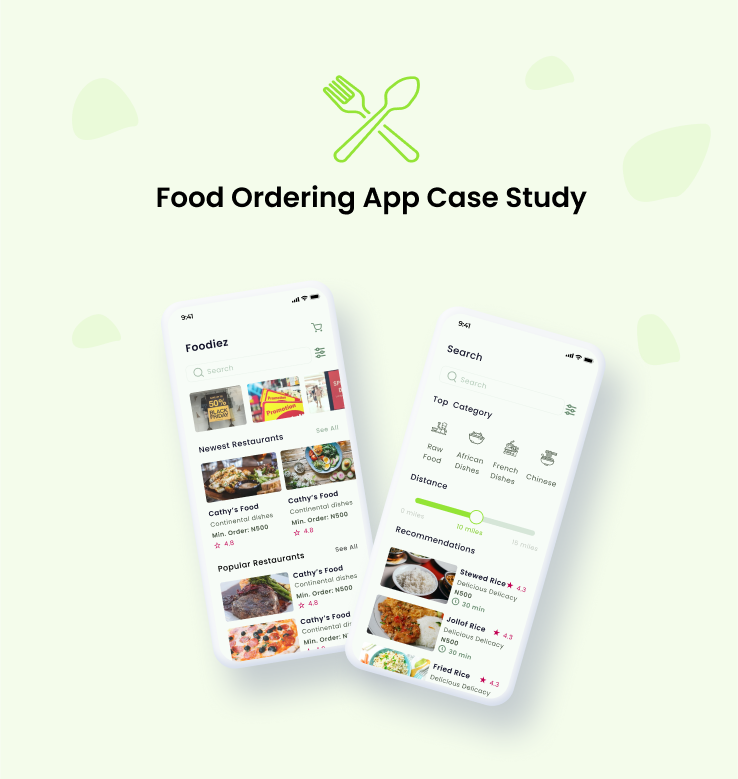 Food Ordering App Case Study
9:41
Foodiez
Search
50%
BLACK
FRIDAY
Promotion
Promotion
See All
Newest Restaurants
Cathy's Food
Continental dishes
Min. Order: N500
4.8
Cathy's Food
Continental dishes
Min. Order: N500
4.8
Popular Restaurants
See All
Cathy's Food
Continental dishes
Min. Order: N500
4.8
Cathy's Food
Continental di
Min. Order: N
9:41
Search
Search
Top Category
Raw
Food
African
Dishes
French
Dishes
Chinese
Distance
0 miles
10 miles
15 miles
Recommendations
Stewed Rice 4.3
Delicious Delicacy
N500
30 min
Jollof Rice 4.3
Delicious Delicacy
N500
30 min
Fried Rice 4.3
Delicious Delicacy